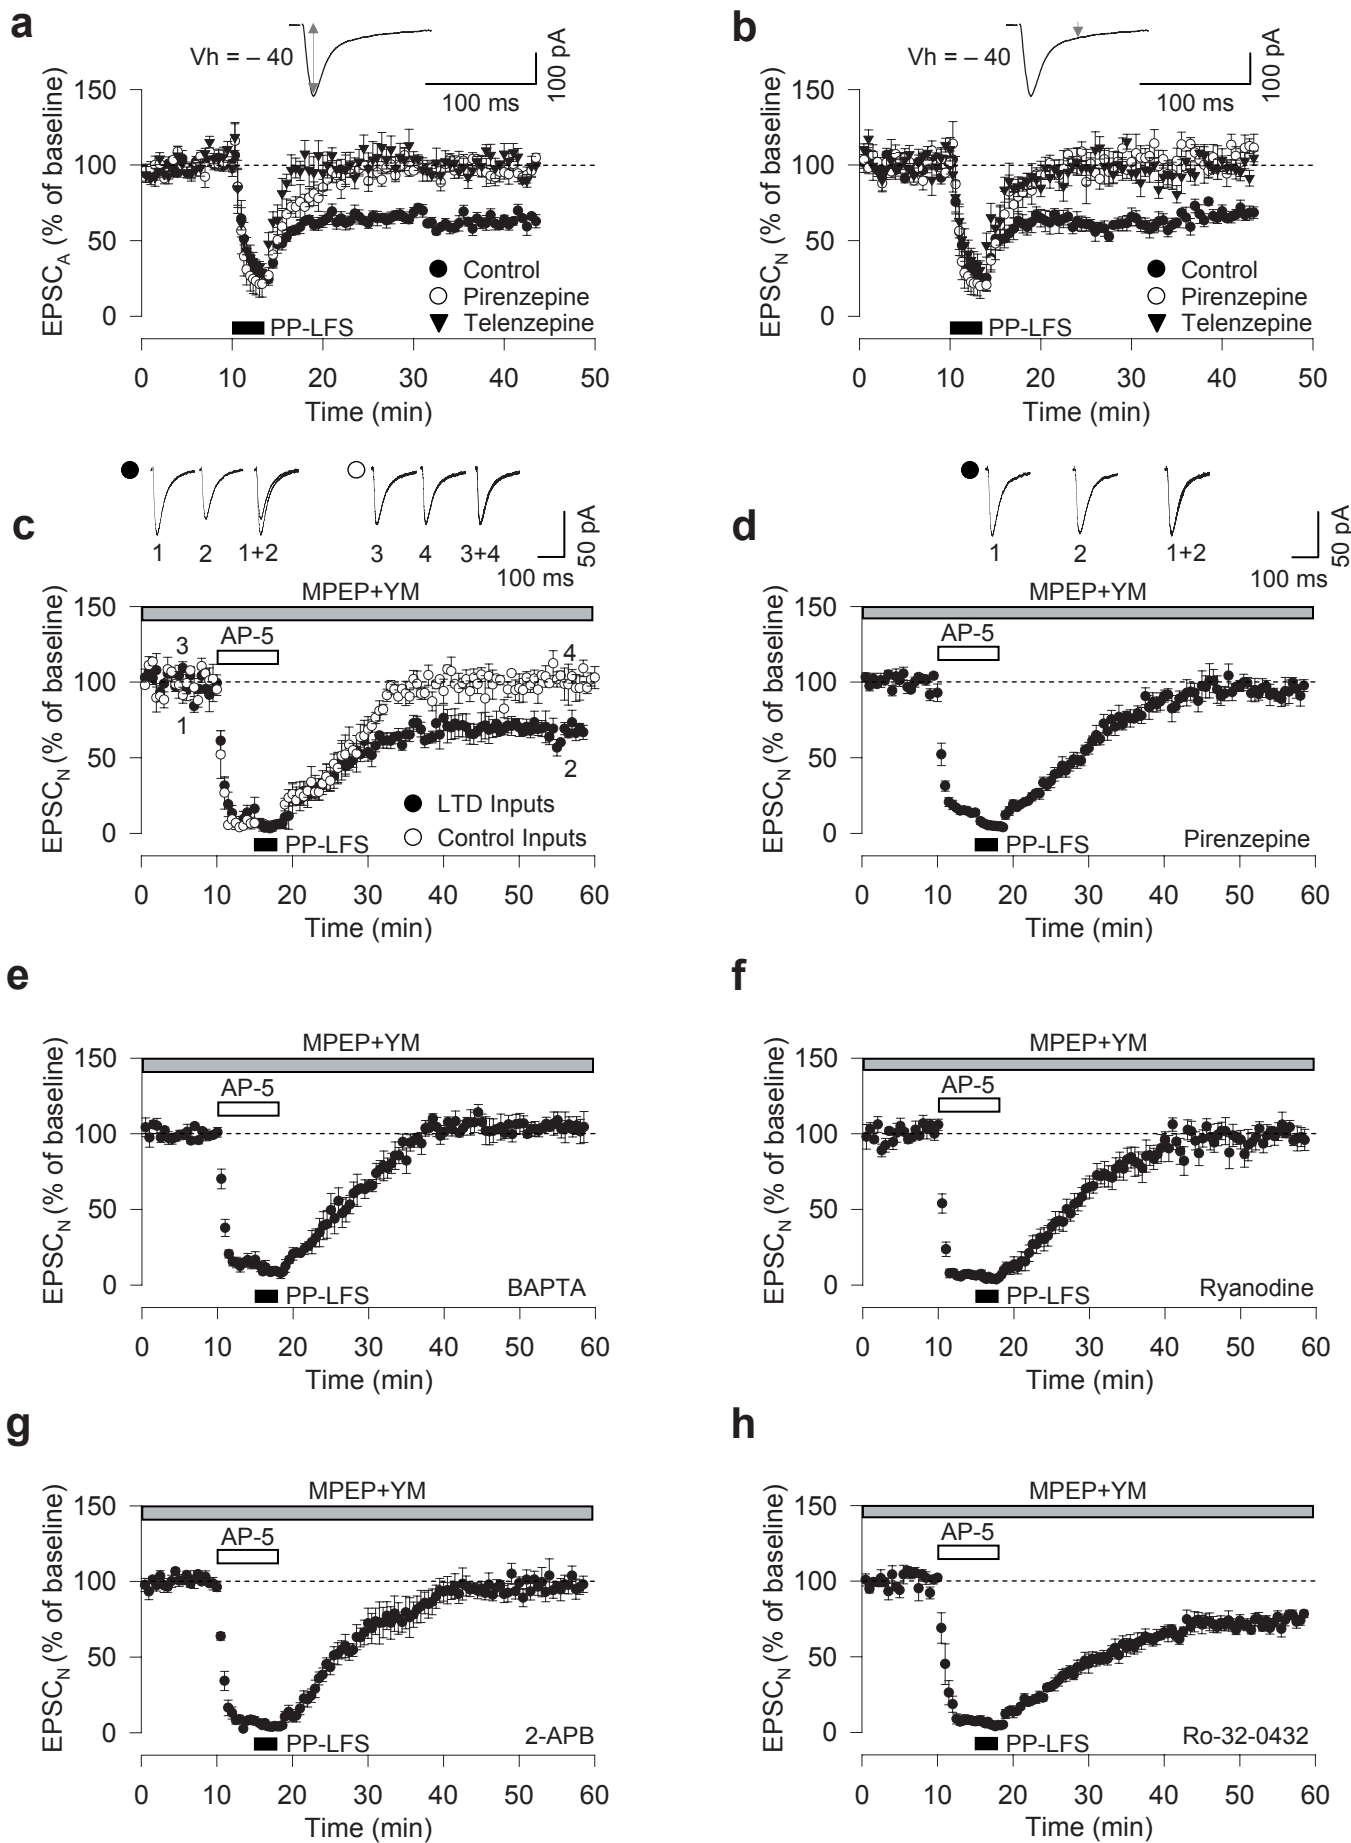 a
Vh = – 40
100 ms
100 pA
EPSC_A (% of baseline)
150
100
50
0
Control
Pirenzepine
Telenzepine
PP-LFS
0 10 20 30 40 50
Time (min)
b
Vh = – 40
100 ms
100 pA
EPSC_N (% of baseline)
150
100
50
0
Control
Pirenzepine
Telenzepine
PP-LFS
0 10 20 30 40 50
Time (min)
c
1 2 1+2
3 4 3+4
50 pA
100 ms
MPEP+YM
AP-5
EPSC_N (% of baseline)
150
100
50
0
3
1
4
2
LTD Inputs
Control Inputs
PP-LFS
0 10 20 30 40 50 60
Time (min)
d
1 2 1+2
50 pA
100 ms
MPEP+YM
AP-5
EPSC_N (% of baseline)
150
100
50
0
PP-LFS
Pirenzepine
0 10 20 30 40 50 60
Time (min)
e
MPEP+YM
AP-5
EPSC_N (% of baseline)
150
100
50
0
PP-LFS
BAPTA
0 10 20 30 40 50 60
Time (min)
f
MPEP+YM
AP-5
EPSC_N (% of baseline)
150
100
50
0
PP-LFS
Ryanodine
0 10 20 30 40 50 60
Time (min)
g
MPEP+YM
AP-5
EPSC_N (% of baseline)
150
100
50
0
PP-LFS
2-APB
0 10 20 30 40 50 60
Time (min)
h
MPEP+YM
AP-5
EPSC_N (% of baseline)
150
100
50
0
PP-LFS
Ro-32-0432
0 10 20 30 40 50 60
Time (min)